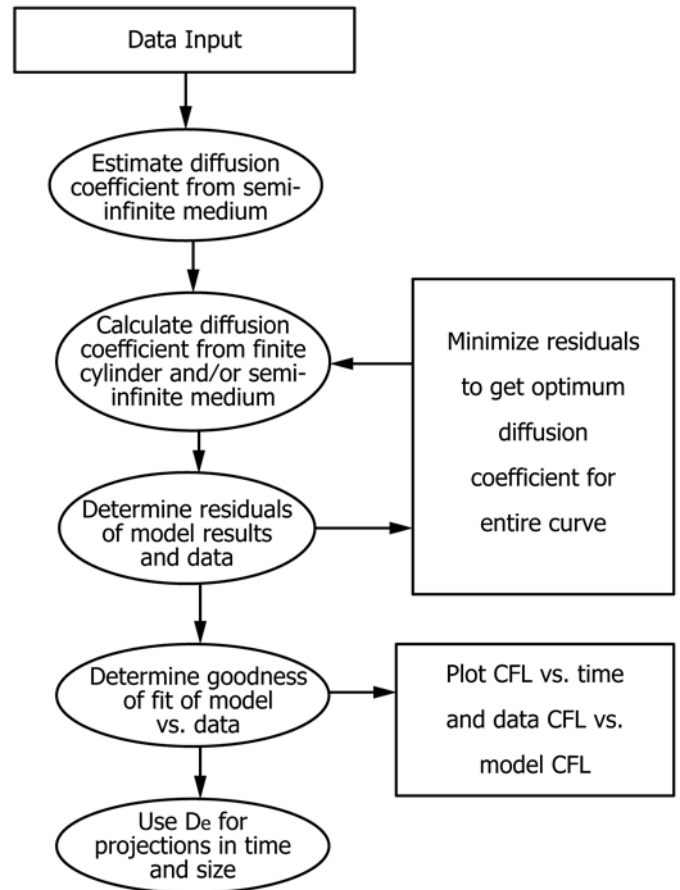 Data Input
Estimate diffusion
coefficient from semi-
infinite medium
Calculate diffusion
coefficient from finite
cylinder and/or semi-
infinite medium
Minimize residuals
to get optimum
diffusion
coefficient for
entire curve
Determine residuals
of model results
and data
Determine goodness
of fit of model
vs. data
Plot CFL vs. time
and data CFL vs.
model CFL
Use De for
projections in time
and size